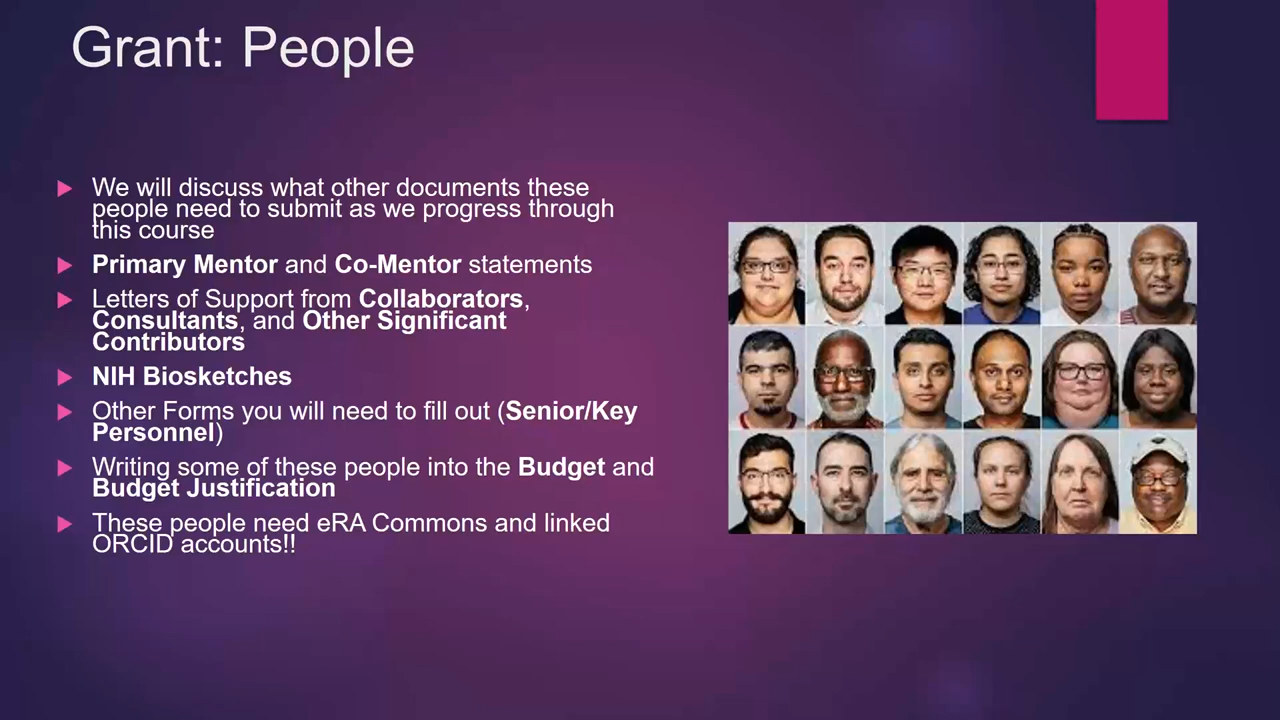 Grant: People
We will discuss what other documents these
people need to submit as we progress through
this course
Primary Mentor and Co-Mentor statements
Letters of Support from Collaborators,
Consultants, and Other Significant
Contributors
NIH Biosketches
Other Forms you will need to fill out (Senior/Key
Personnel)
Writing some of these people into the Budget and
Budget Justification
These people need eRA Commons and linked
ORCID accounts!!